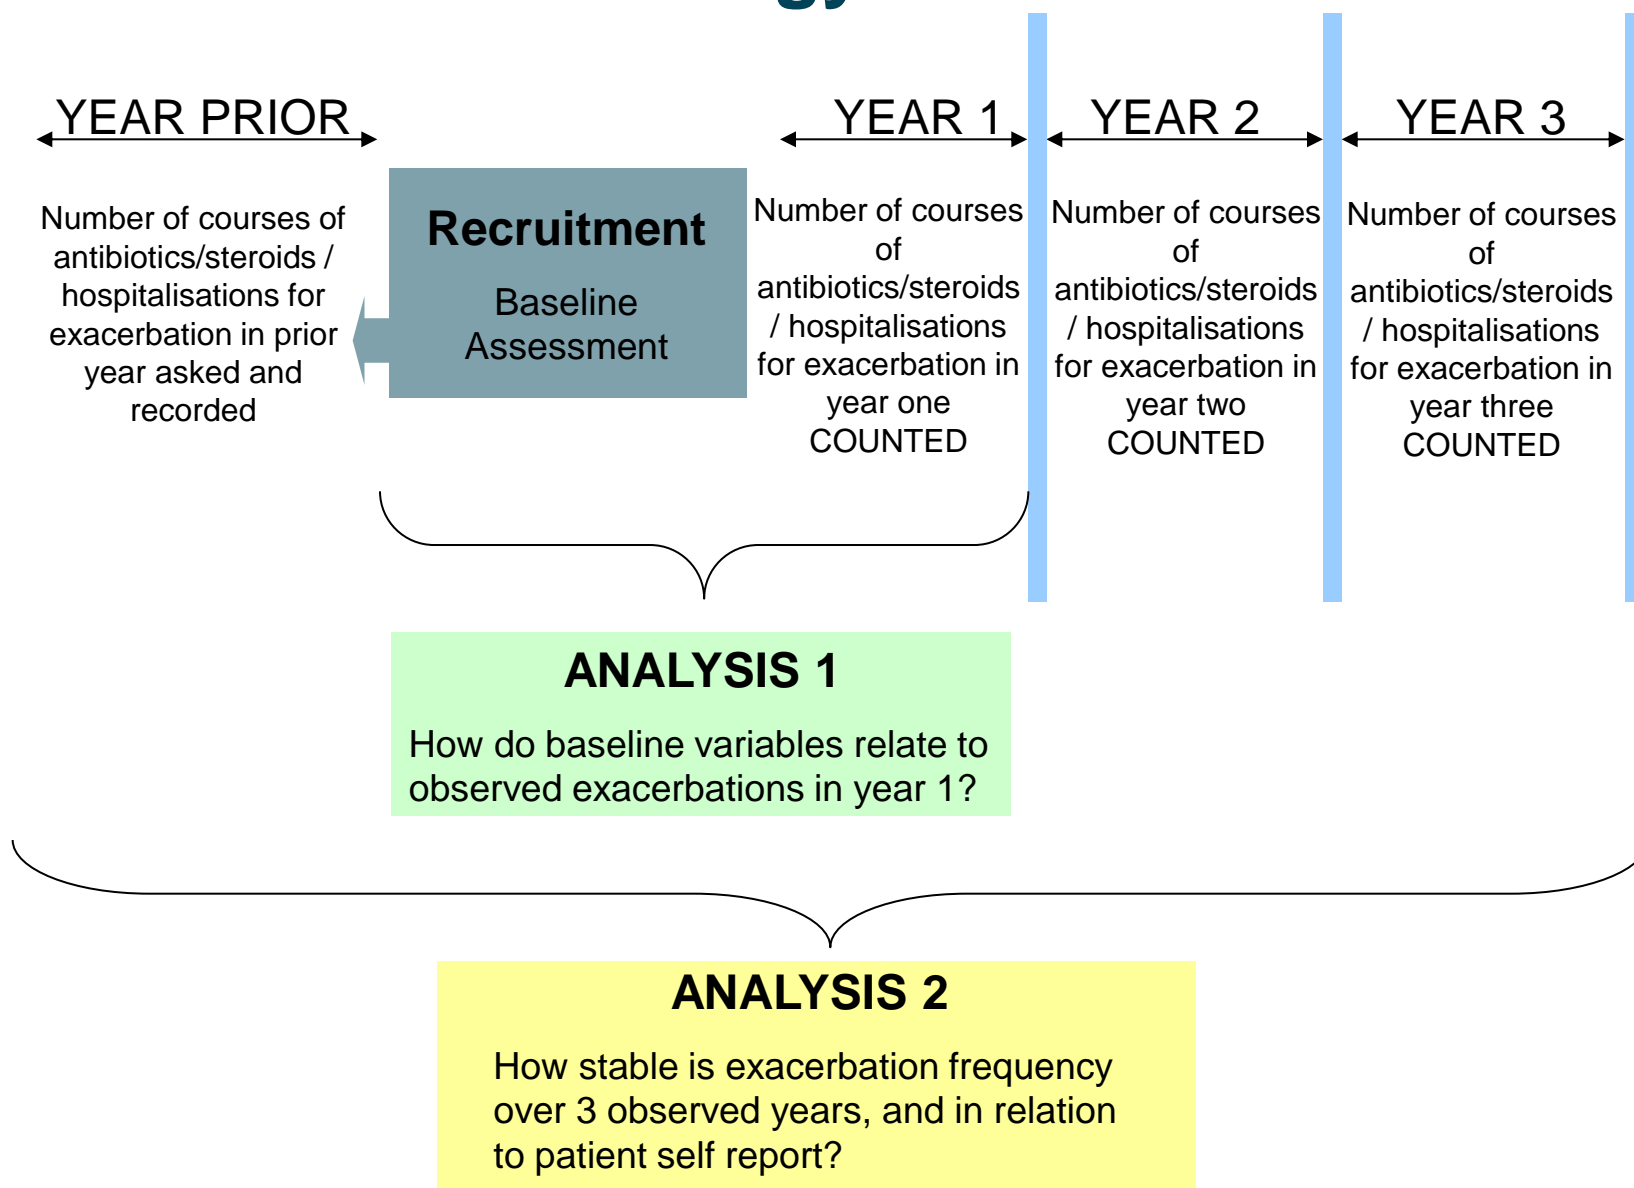 YEAR PRIOR
Number of courses of
antibiotics/steroids /
hospitalisations for
exacerbation in prior
year asked and
recorded
Recruitment
Baseline
Assessment
YEAR 1
Number of courses
of
antibiotics/steroids
/ hospitalisations
for exacerbation in
year one
COUNTED
YEAR 2
Number of courses
of
antibiotics/steroids
/ hospitalisations
for exacerbation in
year two
COUNTED
YEAR 3
Number of courses
of
antibiotics/steroids
/ hospitalisations
for exacerbation in
year three
COUNTED
ANALYSIS 1
How do baseline variables relate to
observed exacerbations in year 1?
ANALYSIS 2
How stable is exacerbation frequency
over 3 observed years, and in relation
to patient self report?